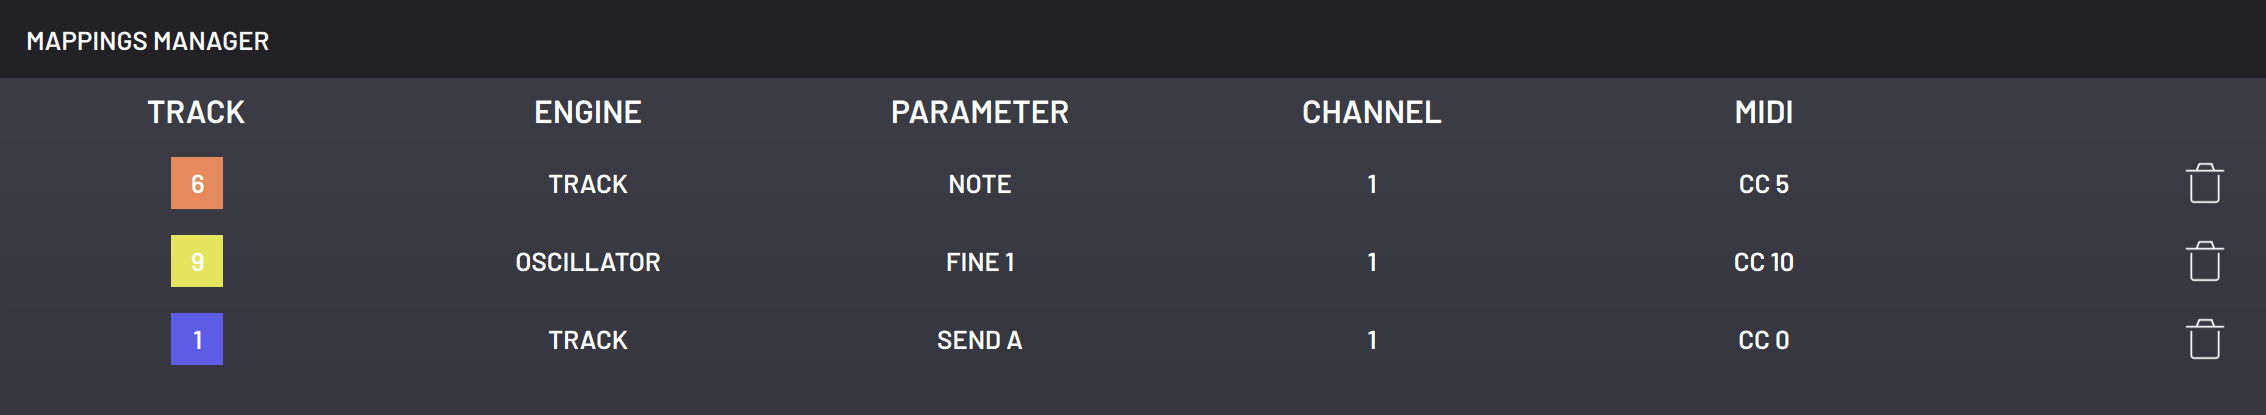 MAPPINGS MANAGER
TRACK ENGINE PARAMETER CHANNEL MIDI
6 TRACK NOTE 1 CC 5
9 OSCILLATOR FINE 1 1 CC 10
1 TRACK SEND A 1 CC 0